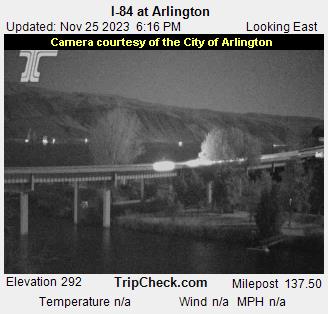 I-84 at Arlington
Updated: Nov 25 2023 6:16 PM Looking East
Camera courtesy of the City of Arlington
Elevation 292 TripCheck.com Milepost 137.50
Temperature n/a Wind n/a MPH n/a